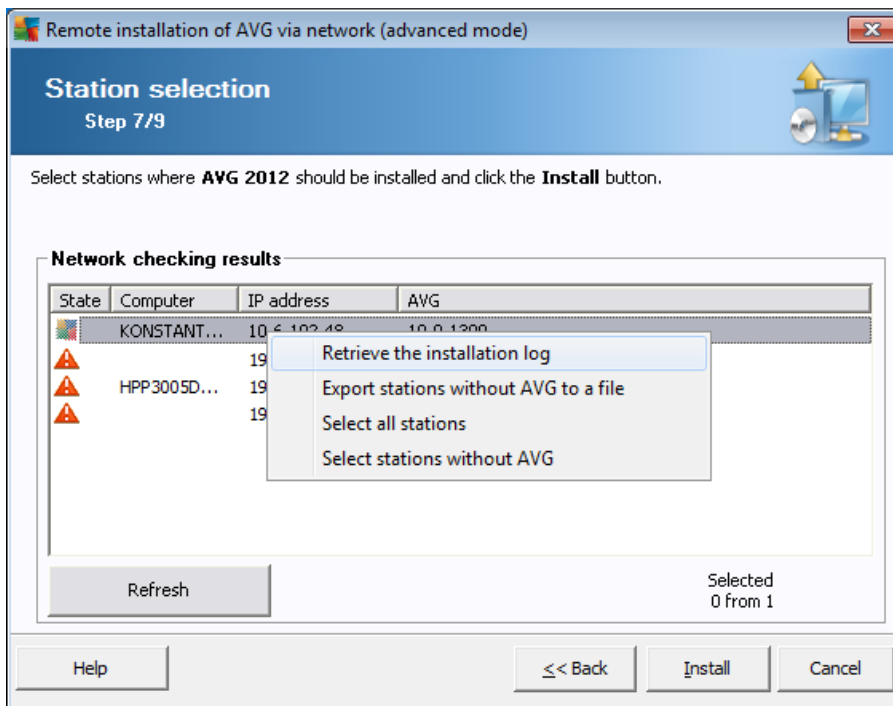 Remote installation of AVG via network (advanced mode)
Station selection
Step 7/9
Select stations where AVG 2012 should be installed and click the Install button.
Network checking results
State Computer IP address AVG
KONSTANT...
19
HPP3005D... 19
19
Retrieve the installation log
Export stations without AVG to a file
Select all stations
Select stations without AVG
Refresh
Selected
0 from 1
Help
<< Back
Install
Cancel